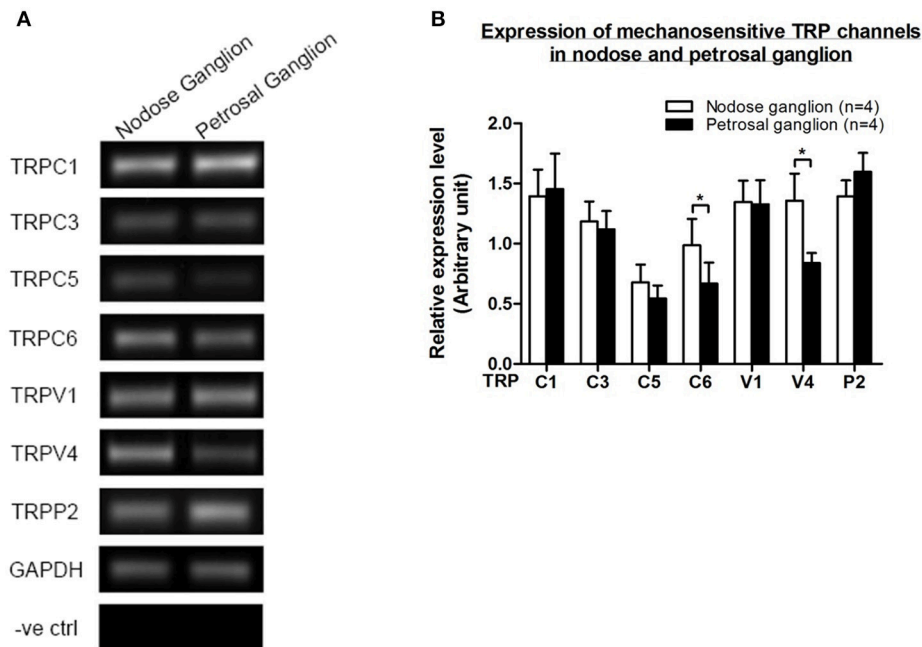 A
Nodose Ganglion
Petrosal Ganglion
TRPC1
TRPC3
TRPC5
TRPC6
TRPV1
TRPV4
TRPP2
GAPDH
-ve ctrl
B
Expression of mechanosensitive TRP channels
in nodose and petrosal ganglion
Nodose ganglion (n=4)
Petrosal ganglion (n=4)
Relative expression level
(Arbitrary unit)
2.0
1.5
1.0
0.5
0.0
* *
TRP C1 C3 C5 C6 V1 V4 P2